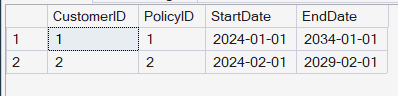 CustomerID PolicyID StartDate EndDate
1 1 1 2024-01-01 2034-01-01
2 2 2 2024-02-01 2029-02-01